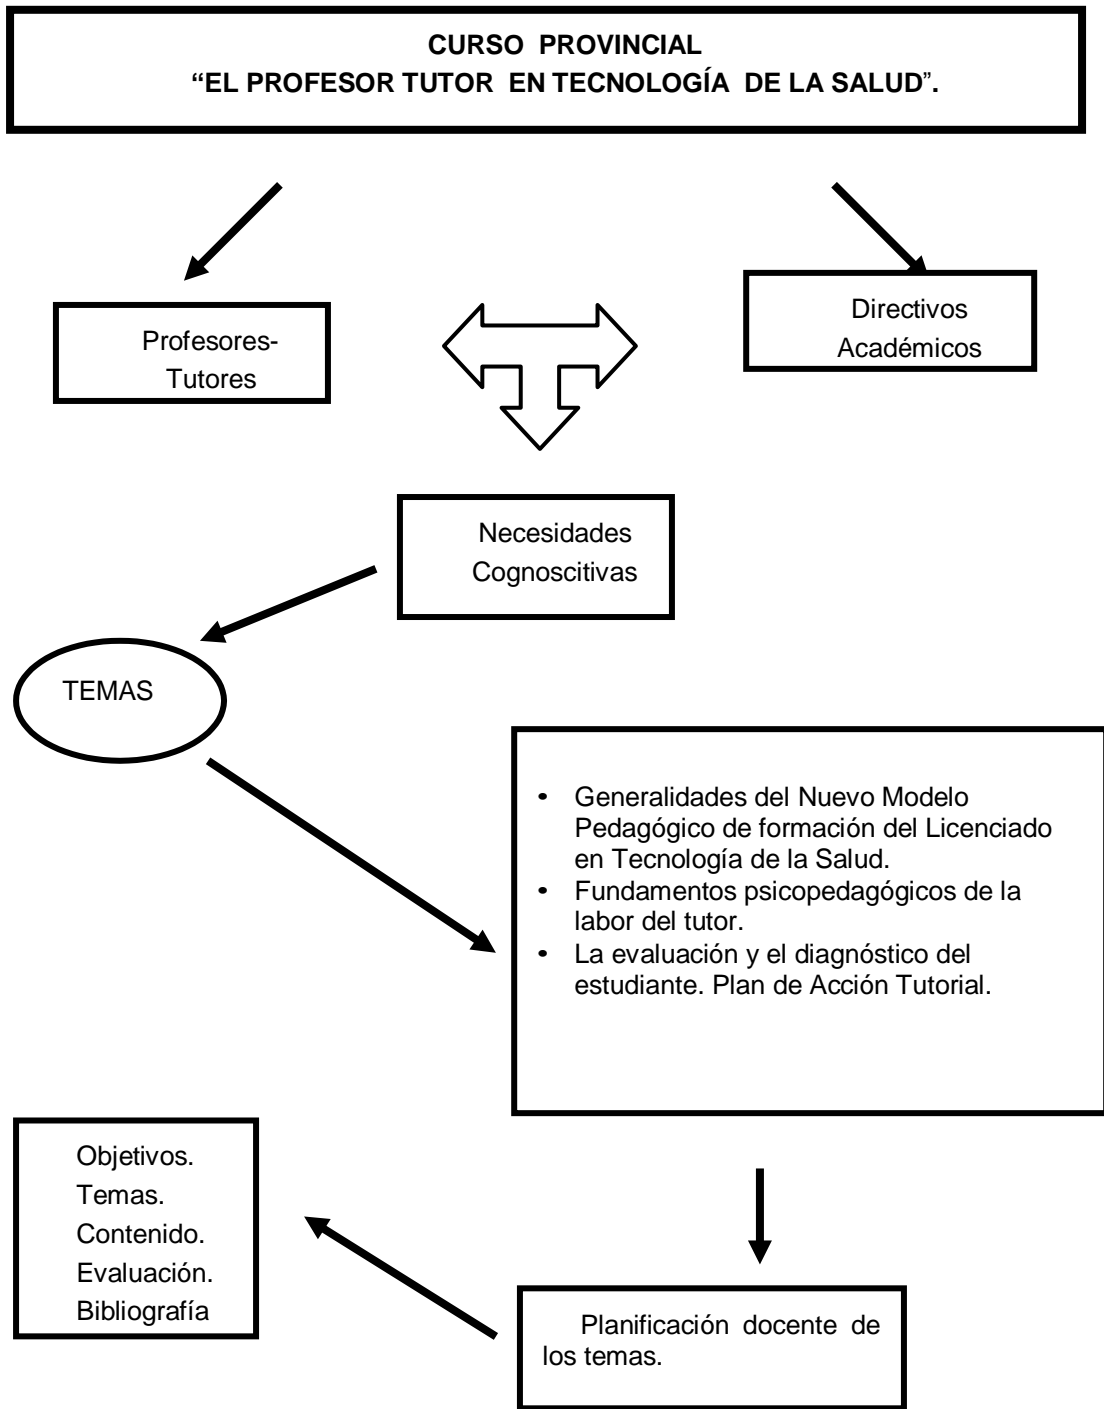 CURSO PROVINCIAL
“EL PROFESOR TUTOR EN TECNOLOGÍA DE LA SALUD”.
Profesores-
Tutores
Directivos
Académicos
Necesidades
Cognoscitivas
TEMAS
• Generalidades del Nuevo Modelo
Pedagógico de formación del Licenciado
en Tecnología de la Salud.
• Fundamentos psicopedagógicos de la
labor del tutor.
• La evaluación y el diagnóstico del
estudiante. Plan de Acción Tutorial.
Objetivos.
Temas.
Contenido.
Evaluación.
Bibliografía
Planificación docente de
los temas.